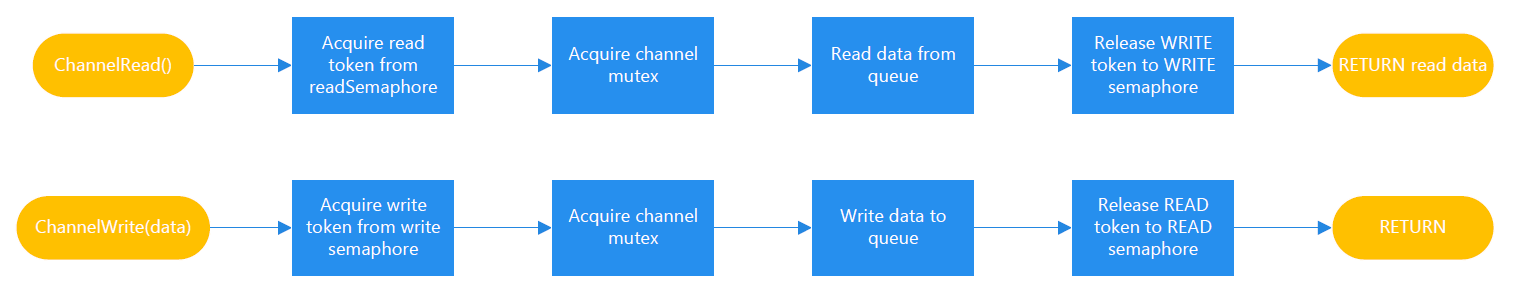 ChannelRead()
Acquire read
token from
readSemaphore
Acquire channel
mutex
Read data from
queue
Release WRITE
token to WRITE
semaphore
RETURN read data
ChannelWrite(data)
Acquire write
token from write
semaphore
Acquire channel
mutex
Write data to
queue
Release READ
token to READ
semaphore
RETURN